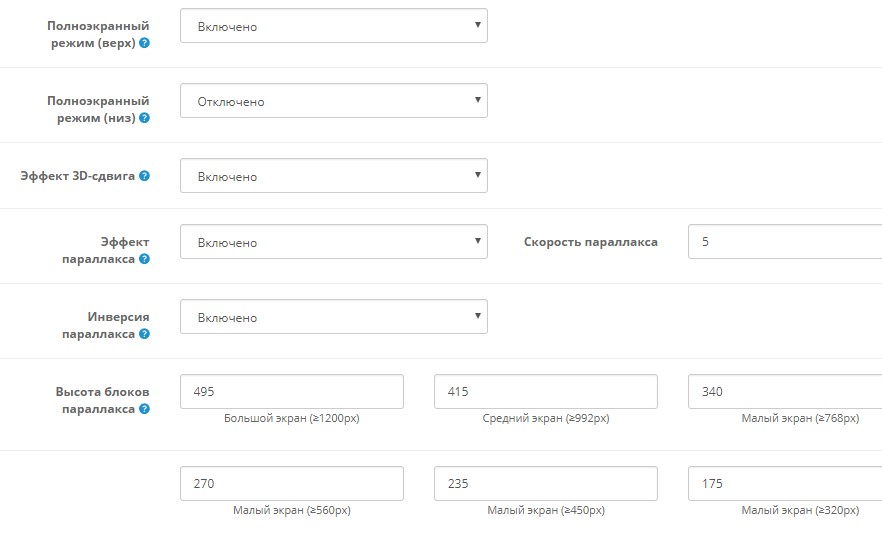 Полноэкранный
режим (верх) ?
Включено
Полноэкранный
режим (низ) ?
Отключено
Эффект 3D-сдвига ?
Включено
Эффект
параллакса ?
Включено
Скорость параллакса
5
Инверсия
параллакса ?
Включено
Высота блоков
параллакса ?
495
415
340
Большой экран (≥1200px)
Средний экран (≥992px)
Малый экран (≥768px)
270
235
175
Малый экран (≥560px)
Малый экран (≥450px)
Малый экран (≥320px)